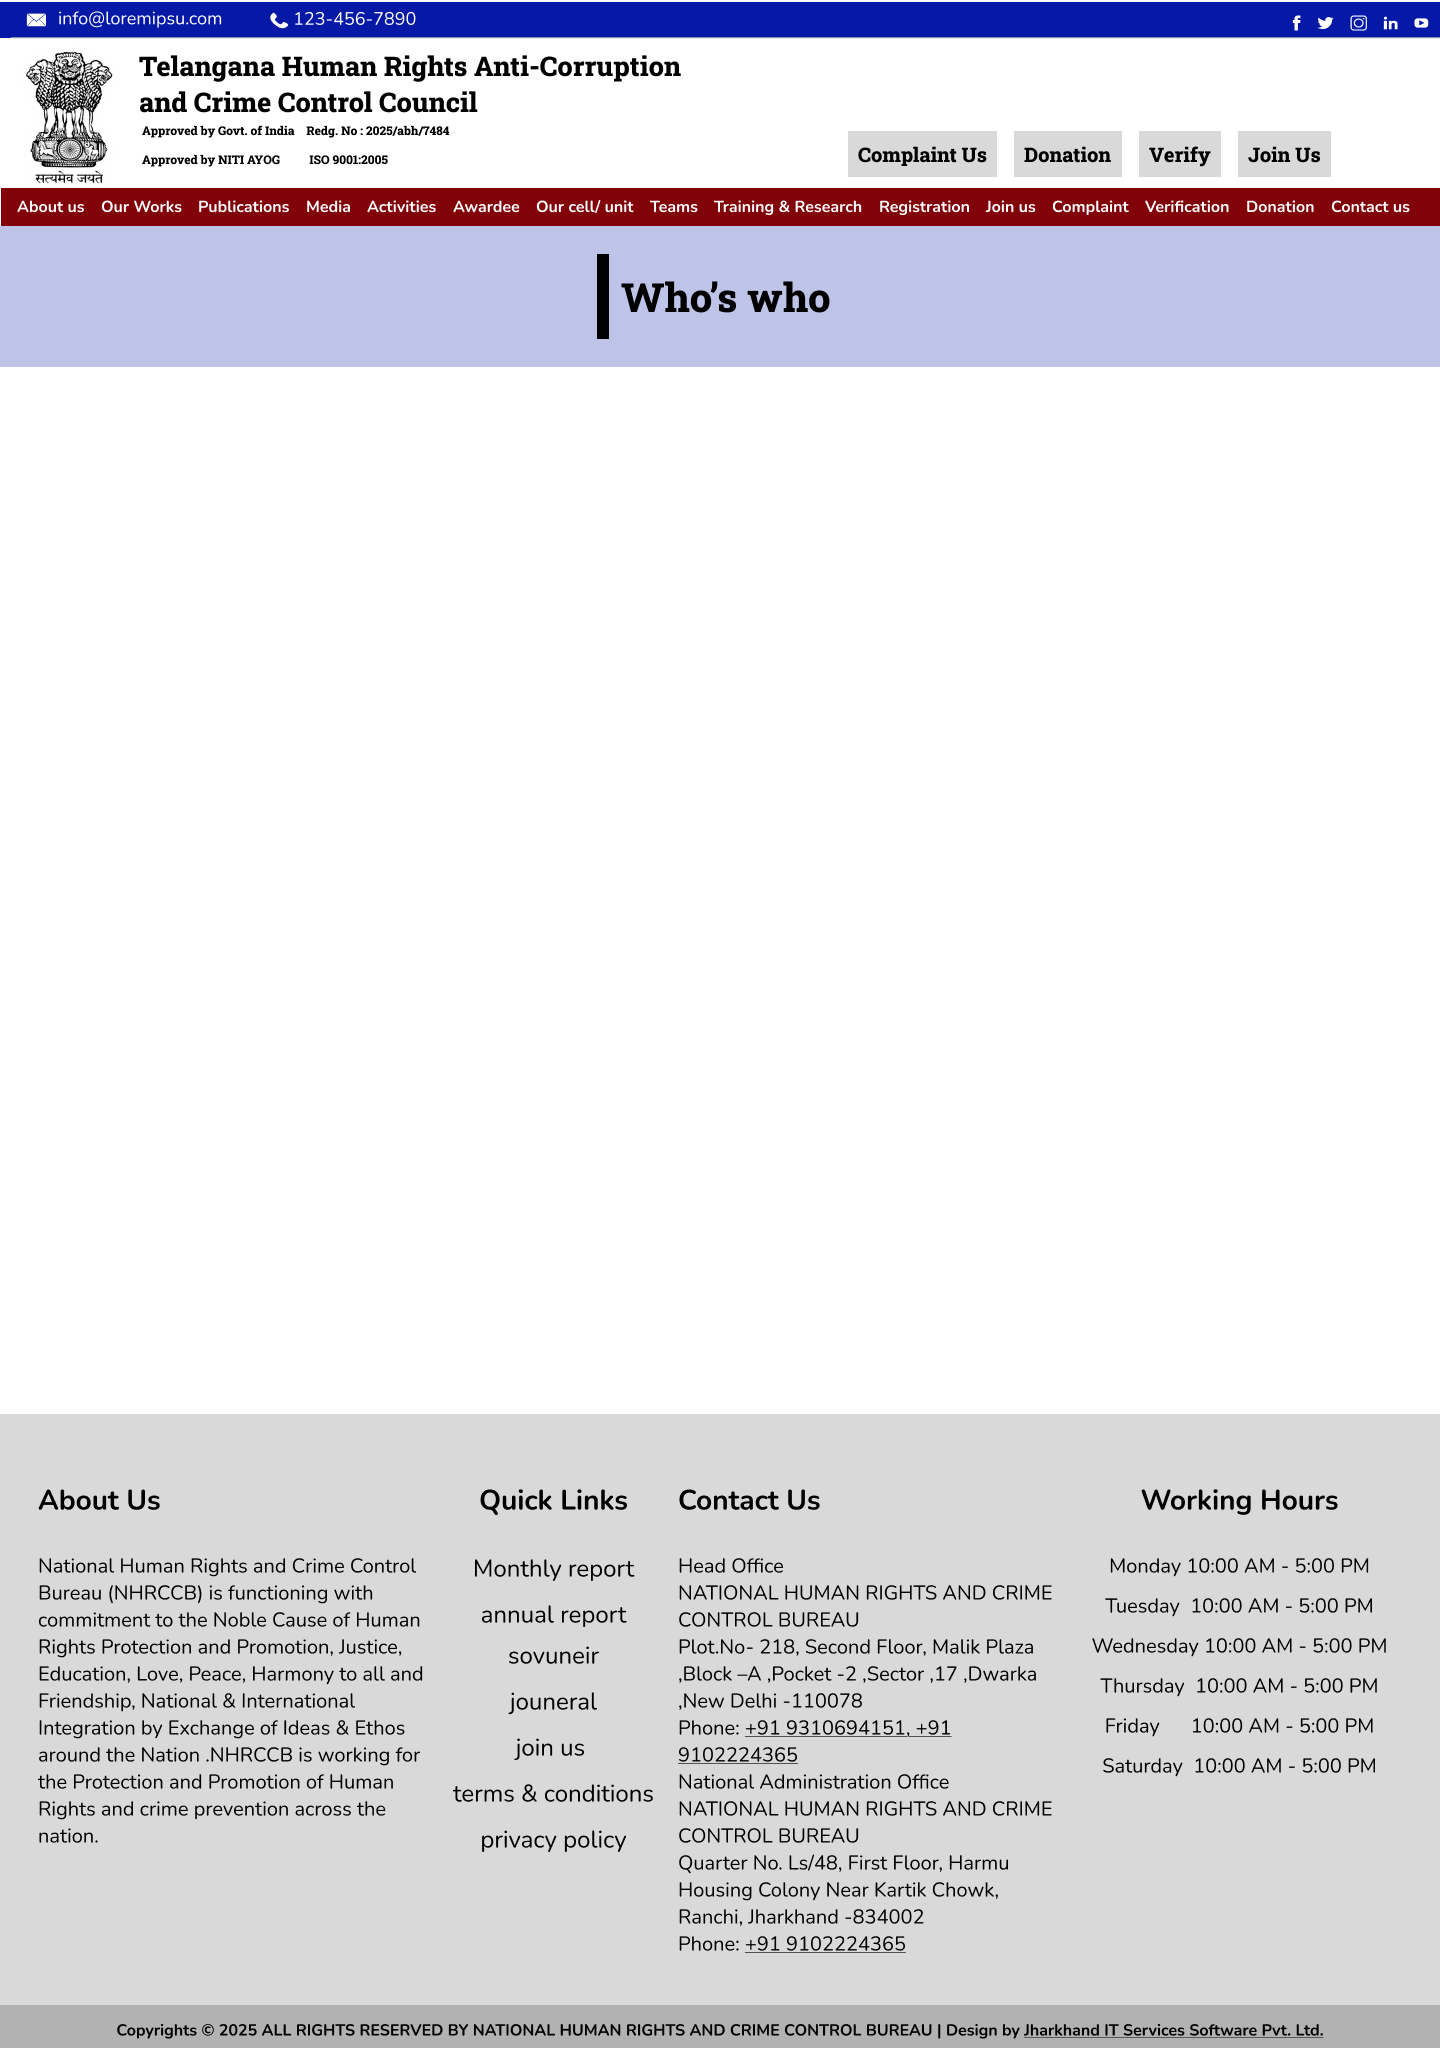 info@loremipsu.com 123-456-7890
Telangana Human Rights Anti-Corruption
and Crime Control Council
Approved by Govt. of India Redg. No : 2025/abh/7484
Approved by NITI AYOG ISO 9001:2005
सत्यमेव जयते
Complaint Us Donation Verify Join Us
About us Our Works Publications Media Activities Awardee Our cell/ unit Teams Training & Research Registration Join us Complaint Verification Donation Contact us
Who's who
About Us
National Human Rights and Crime Control
Bureau (NHRCCB) is functioning with
commitment to the Noble Cause of Human
Rights Protection and Promotion, Justice,
Education, Love, Peace, Harmony to all and
Friendship, National & International
Integration by Exchange of Ideas & Ethos
around the Nation .NHRCCB is working for
the Protection and Promotion of Human
Rights and crime prevention across the
nation.
Quick Links
Monthly report
annual report
sovuneir
jouneral
join us
terms & conditions
privacy policy
Contact Us
Head Office
NATIONAL HUMAN RIGHTS AND CRIME
CONTROL BUREAU
Plot.No- 218, Second Floor, Malik Plaza
,Block –A ,Pocket -2 ,Sector ,17 ,Dwarka
,New Delhi -110078
Phone: +91 9310694151, +91
9102224365
National Administration Office
NATIONAL HUMAN RIGHTS AND CRIME
CONTROL BUREAU
Quarter No. Ls/48, First Floor, Harmu
Housing Colony Near Kartik Chowk,
Ranchi, Jharkhand -834002
Phone: +91 9102224365
Working Hours
Monday 10:00 AM - 5:00 PM
Tuesday 10:00 AM - 5:00 PM
Wednesday 10:00 AM - 5:00 PM
Thursday 10:00 AM - 5:00 PM
Friday 10:00 AM - 5:00 PM
Saturday 10:00 AM - 5:00 PM
Copyrights © 2025 ALL RIGHTS RESERVED BY NATIONAL HUMAN RIGHTS AND CRIME CONTROL BUREAU | Design by Jharkhand IT Services Software Pvt. Ltd.